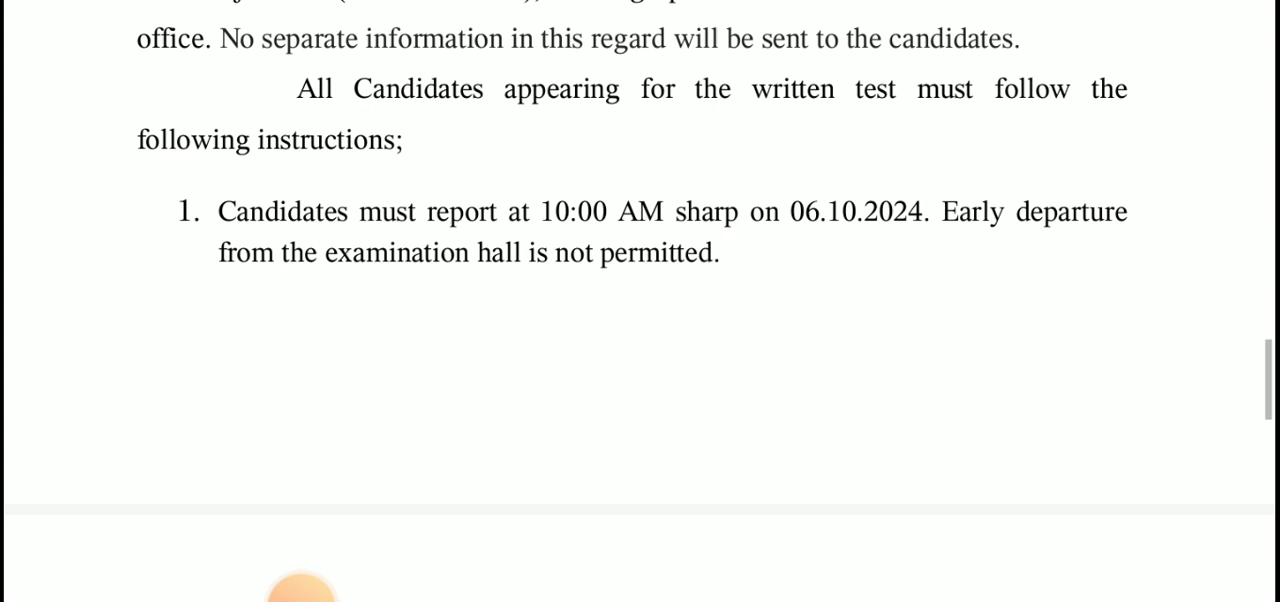 office. No separate information in this regard will be sent to the candidates.
All Candidates appearing for the written test must follow the
following instructions;
1. Candidates must report at 10:00 AM sharp on 06.10.2024. Early departure
from the examination hall is not permitted.